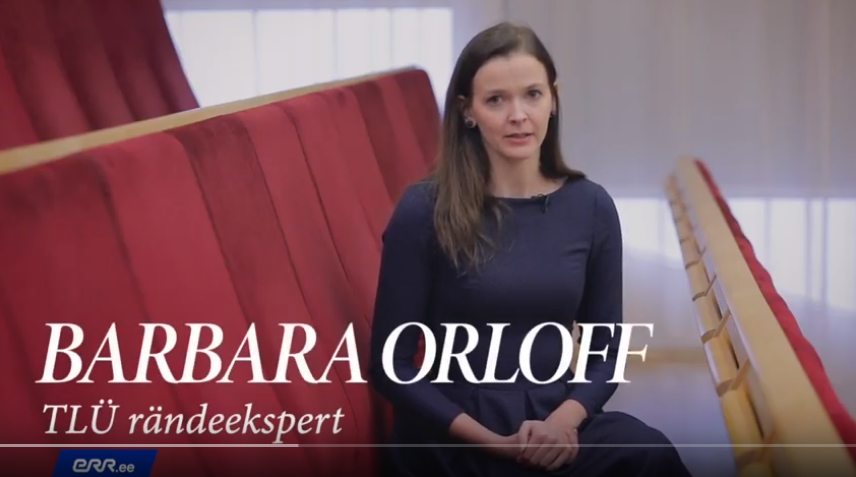 BARBARA ORLOFF
TLÜ rändeekspert
err.ee